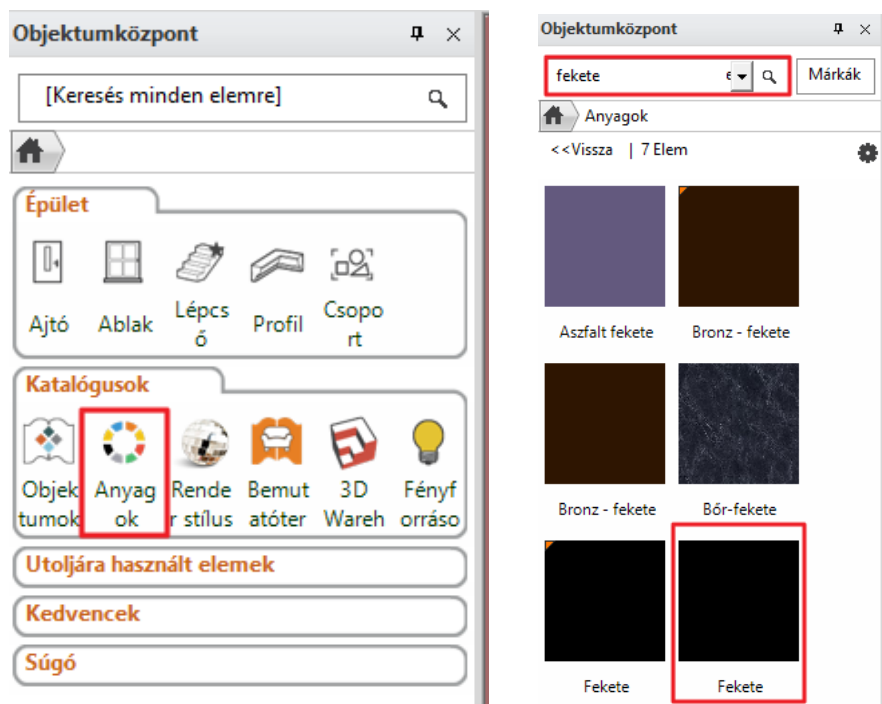 Objektumközpont
[Keresés minden elemre]
Épület
Ajtó
Ablak
Lépcs
ő
Profil
Csopo
rt
Katalógusok
Objek
tumok
Anyag
ok
Rende
r stílus
Bemut
atóter
3D
Wareh
Fényf
orráso
Utoljára használt elemek
Kedvencek
Súgó
Objektumközpont
fekete
Márkák
Anyagok
<<Vissza | 7 Elem
Aszfalt fekete
Bronz - fekete
Bronz - fekete
Bőr-fekete
Fekete
Fekete